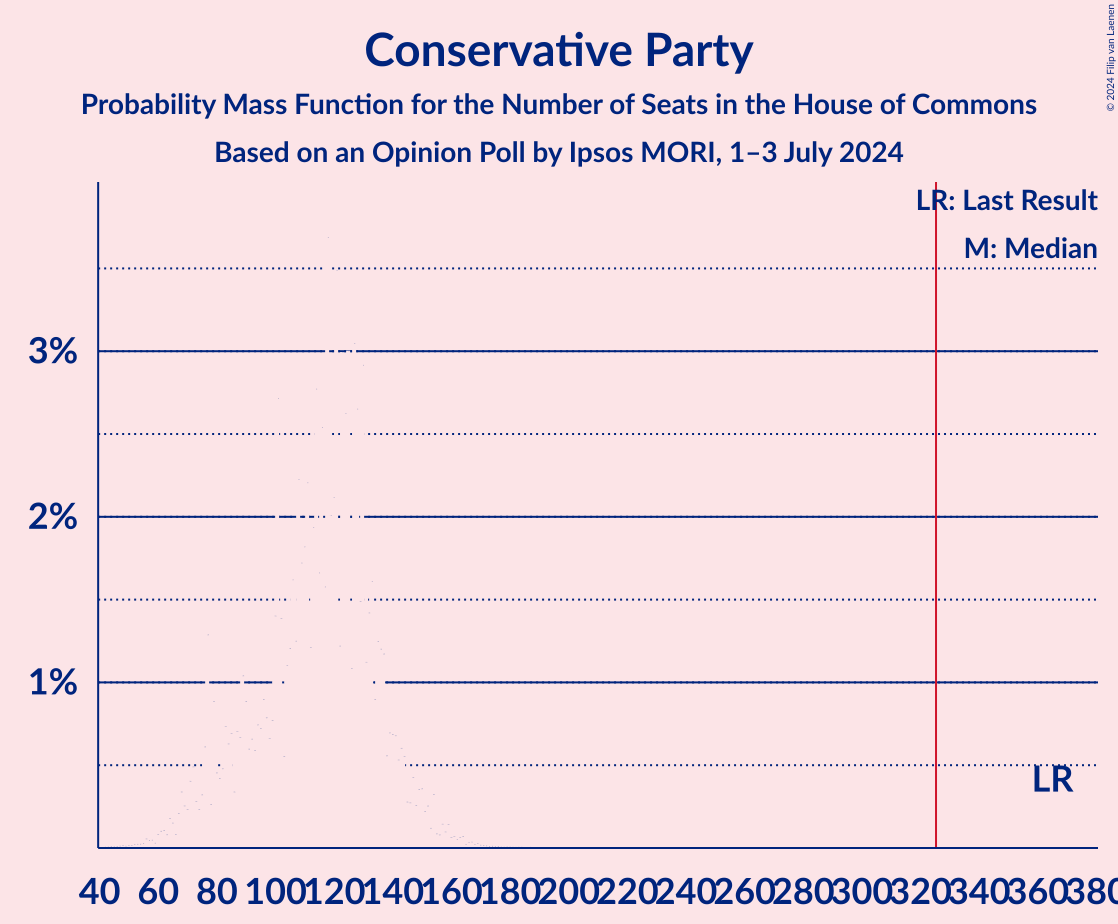 Conservative Party
Probability Mass Function for the Number of Seats in the House of Commons
Based on an Opinion Poll by Ipsos MORI, 1–3 July 2024
© 2024 Filip van Laenen
LR: Last Result
M: Median
3%
2%
1%
LR
40 60 80 100 120 140 160 180 200 220 240 260 280 300 320 340 360 380